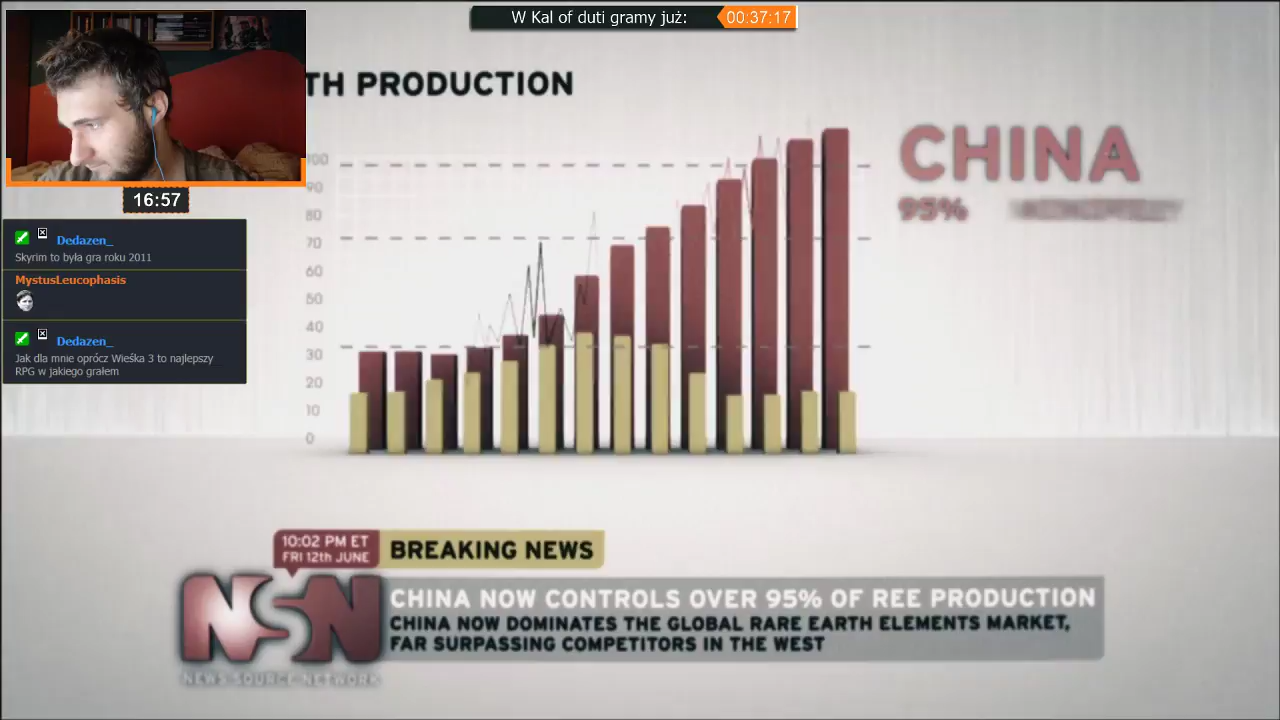 W Kal of duti gramy już:
00:37:17
TH PRODUCTION
CHINA
95%
100
90
80
70
60
50
40
30
20
10
0
16:57
Dedazen_
Skyrim to była gra roku 2011
MystusLeucophasis
Dedazen_
Jak dla mnie oprócz Wieśka 3 to najlepszy
RPG w jakiego grałem
10:02 PM ET
FRI 12th JUNE
BREAKING NEWS
NSN
NEWS SOURCE NETWORK
CHINA NOW CONTROLS OVER 95% OF REE PRODUCTION
CHINA NOW DOMINATES THE GLOBAL RARE EARTH ELEMENTS MARKET,
FAR SURPASSING COMPETITORS IN THE WEST